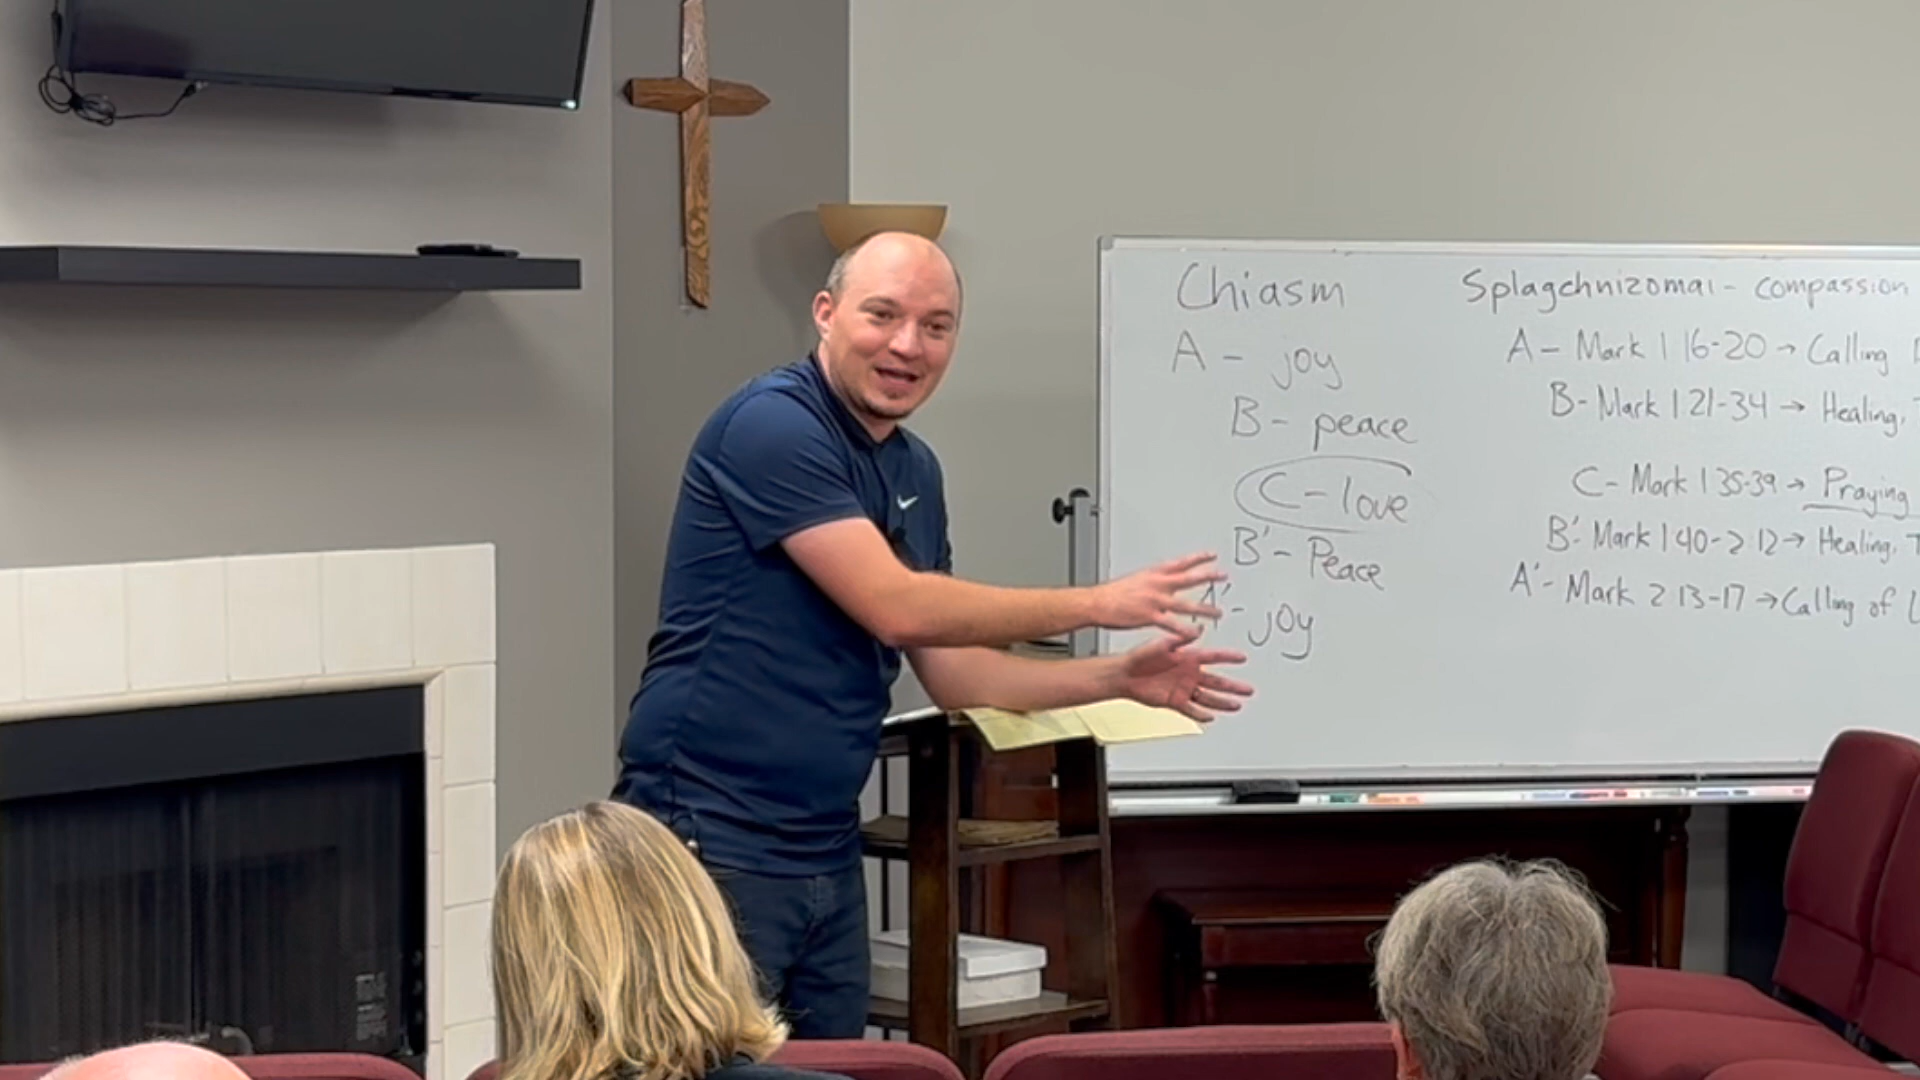 Chiasm
A - joy
B - peace
C - love
B' - Peace
A' - joy
Splagchnizomai - compassion
A - Mark 1 16-20 → Calling
B - Mark 1 21-34 → Healing,
C - Mark 1 35-39 → Praying
B' - Mark 1 40-2 12 → Healing,
A' - Mark 2 13-17 → Calling of